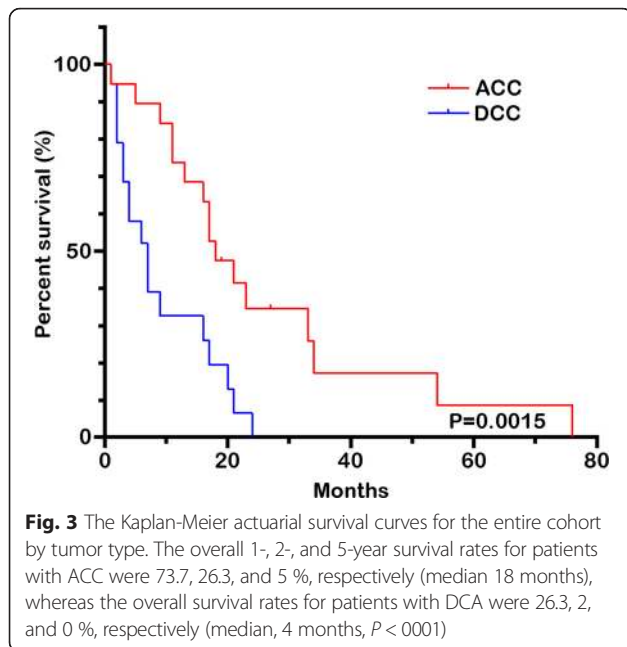 100
50
0
Percent survival (%)
ACC
DCC
P=0.0015
0 20 40 60 80
Months
Fig. 3 The Kaplan-Meier actuarial survival curves for the entire cohort
by tumor type. The overall 1-, 2-, and 5-year survival rates for patients
with ACC were 73.7, 26.3, and 5 %, respectively (median 18 months),
whereas the overall survival rates for patients with DCA were 26.3, 2,
and 0 %, respectively (median, 4 months, P < 0001)